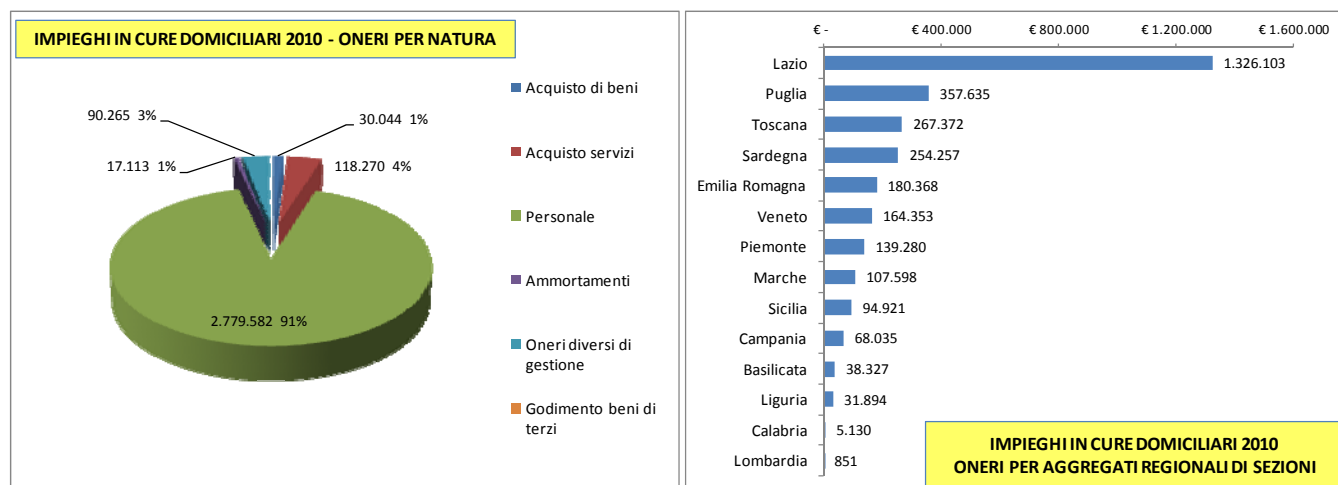 IMPIEGHI IN CURE DOMICILIARI 2010 - ONERI PER NATURA
90.265 3%
30.044 1%
17.113 1%
118.270 4%
2.779.582 91%
Acquisto di beni
Acquisto servizi
Personale
Ammortamenti
Oneri diversi di
gestione
Godimento beni di
terzi
€ - € 400.000 € 800.000 € 1.200.000 € 1.600.000
Lazio 1.326.103
Puglia 357.635
Toscana 267.372
Sardegna 254.257
Emilia Romagna 180.368
Veneto 164.353
Piemonte 139.280
Marche 107.598
Sicilia 94.921
Campania 68.035
Basilicata 38.327
Liguria 31.894
Calabria 5.130
Lombardia 851
IMPIEGHI IN CURE DOMICILIARI 2010
ONERI PER AGGREGATI REGIONALI DI SEZIONI